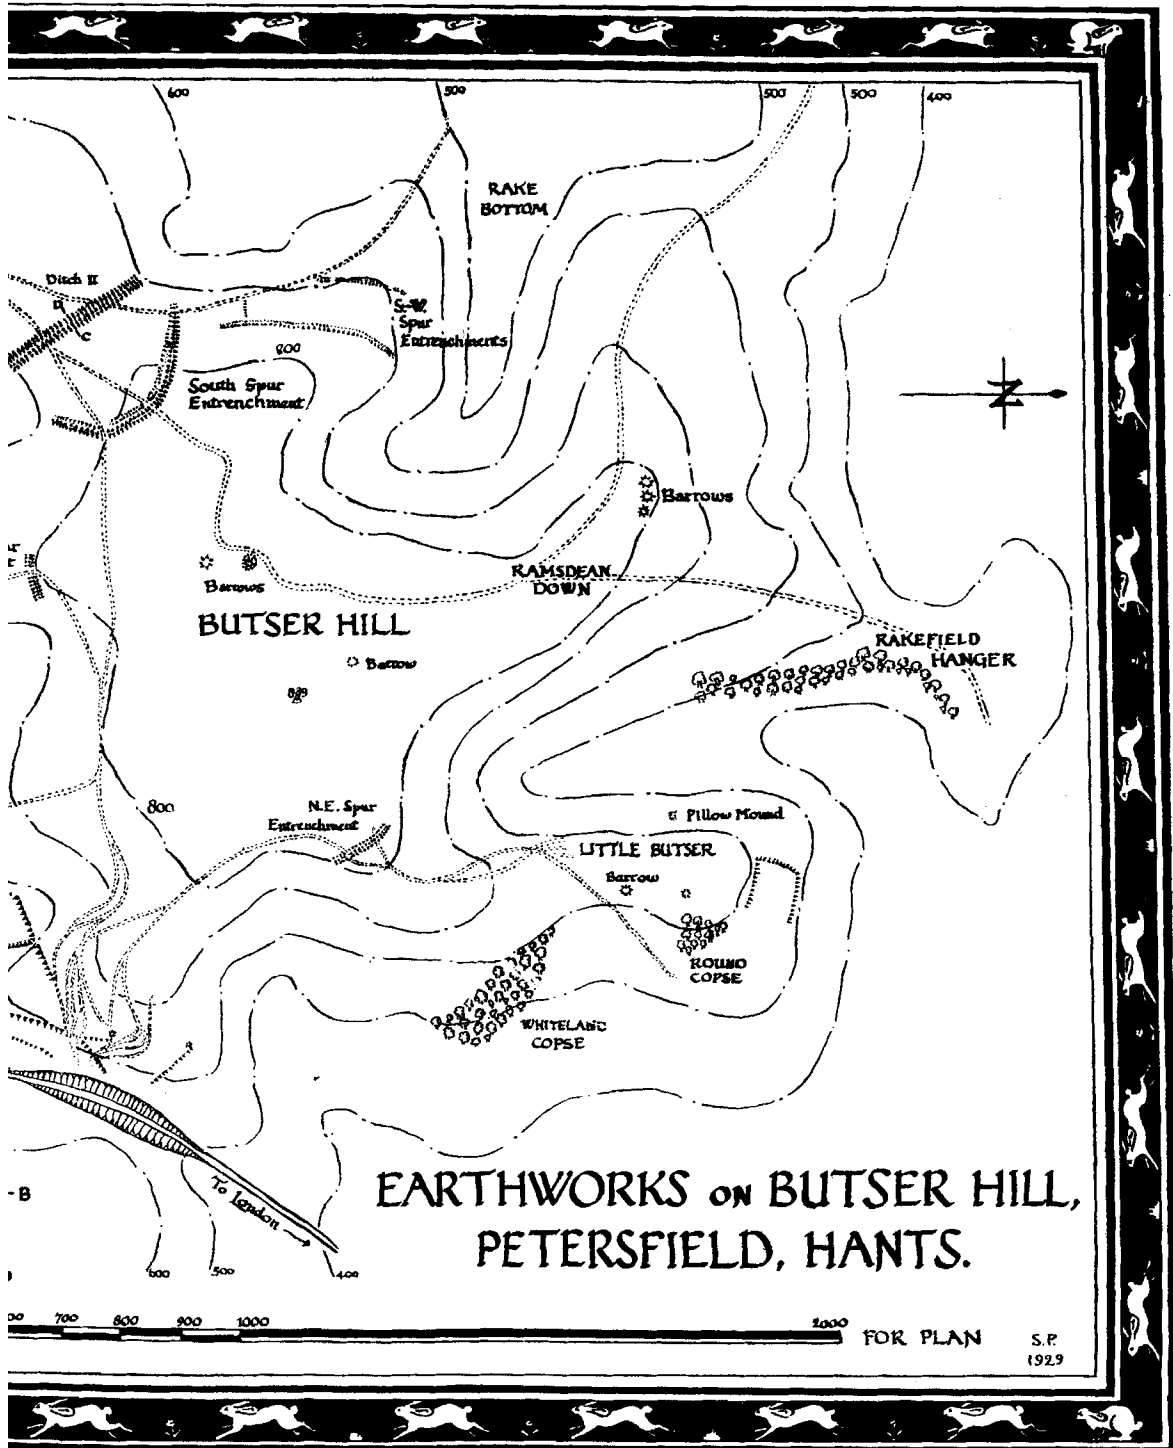 600
500
500
500
400
RAKE
BOTTOM
Ditch II
D
C
S.-W.
Spur
Entrenchments
800
South Spur
Entrenchment
N
Barrows
Barrows
RAMSDEAN
DOWN
BUTSER HILL
Barrow
889
RAKEFIELD
HANGER
800
N.E. Spur
Entrenchment
Pillow Mound
LITTLE BUTSER
Barrow
ROUND
COPSE
WHITELAND
COPSE
- B
To London
EARTHWORKS ON BUTSER HILL,
PETERSFIELD, HANTS.
600
500
400
700
800
900
1000
2000
FOR PLAN
S.P.
1929